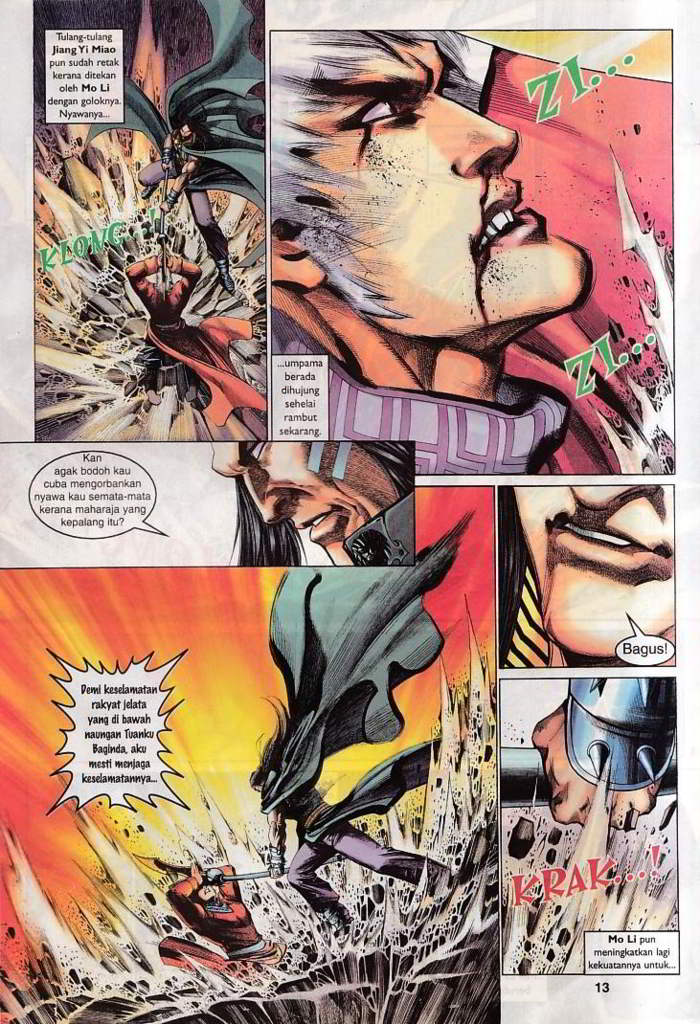 Tulang-tulang
Jiang Yi Miao
pun sudah retak
kerana ditekan
oleh Mo Li
dengan goloknya.
Nyawanya...
KLONG...!
ZI...
ZI...
...umpama
berada
dihujung
sehelai
rambut
sekarang.
Kan
agak bodoh kau
cuba mengorbankan
nyawa kau semata-mata
kerana maharaja yang
kepalang itu?
Bagus!
Demi keselamatan
rakyat jelata
yang di bawah
naungan Tuanku
Baginda, aku
mesti menjaga
keselamatannya...
KRAK...!
Mo Li pun
meningkatkan lagi
kekuatannya untuk...
13